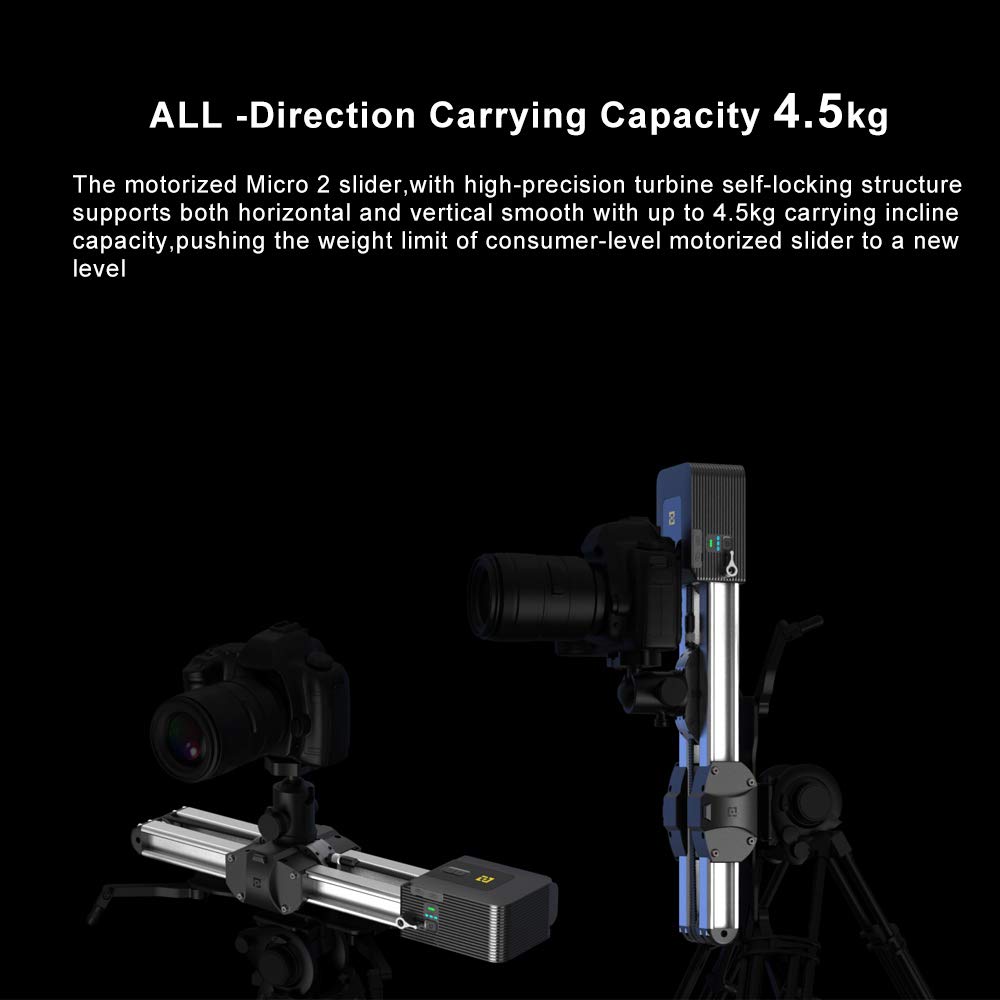 ALL -Direction Carrying Capacity 4.5kg
The motorized Micro 2 slider,with high-precision turbine self-locking structure
supports both horizontal and vertical smooth with up to 4.5kg carrying incline
capacity,pushing the weight limit of consumer-level motorized slider to a new
level